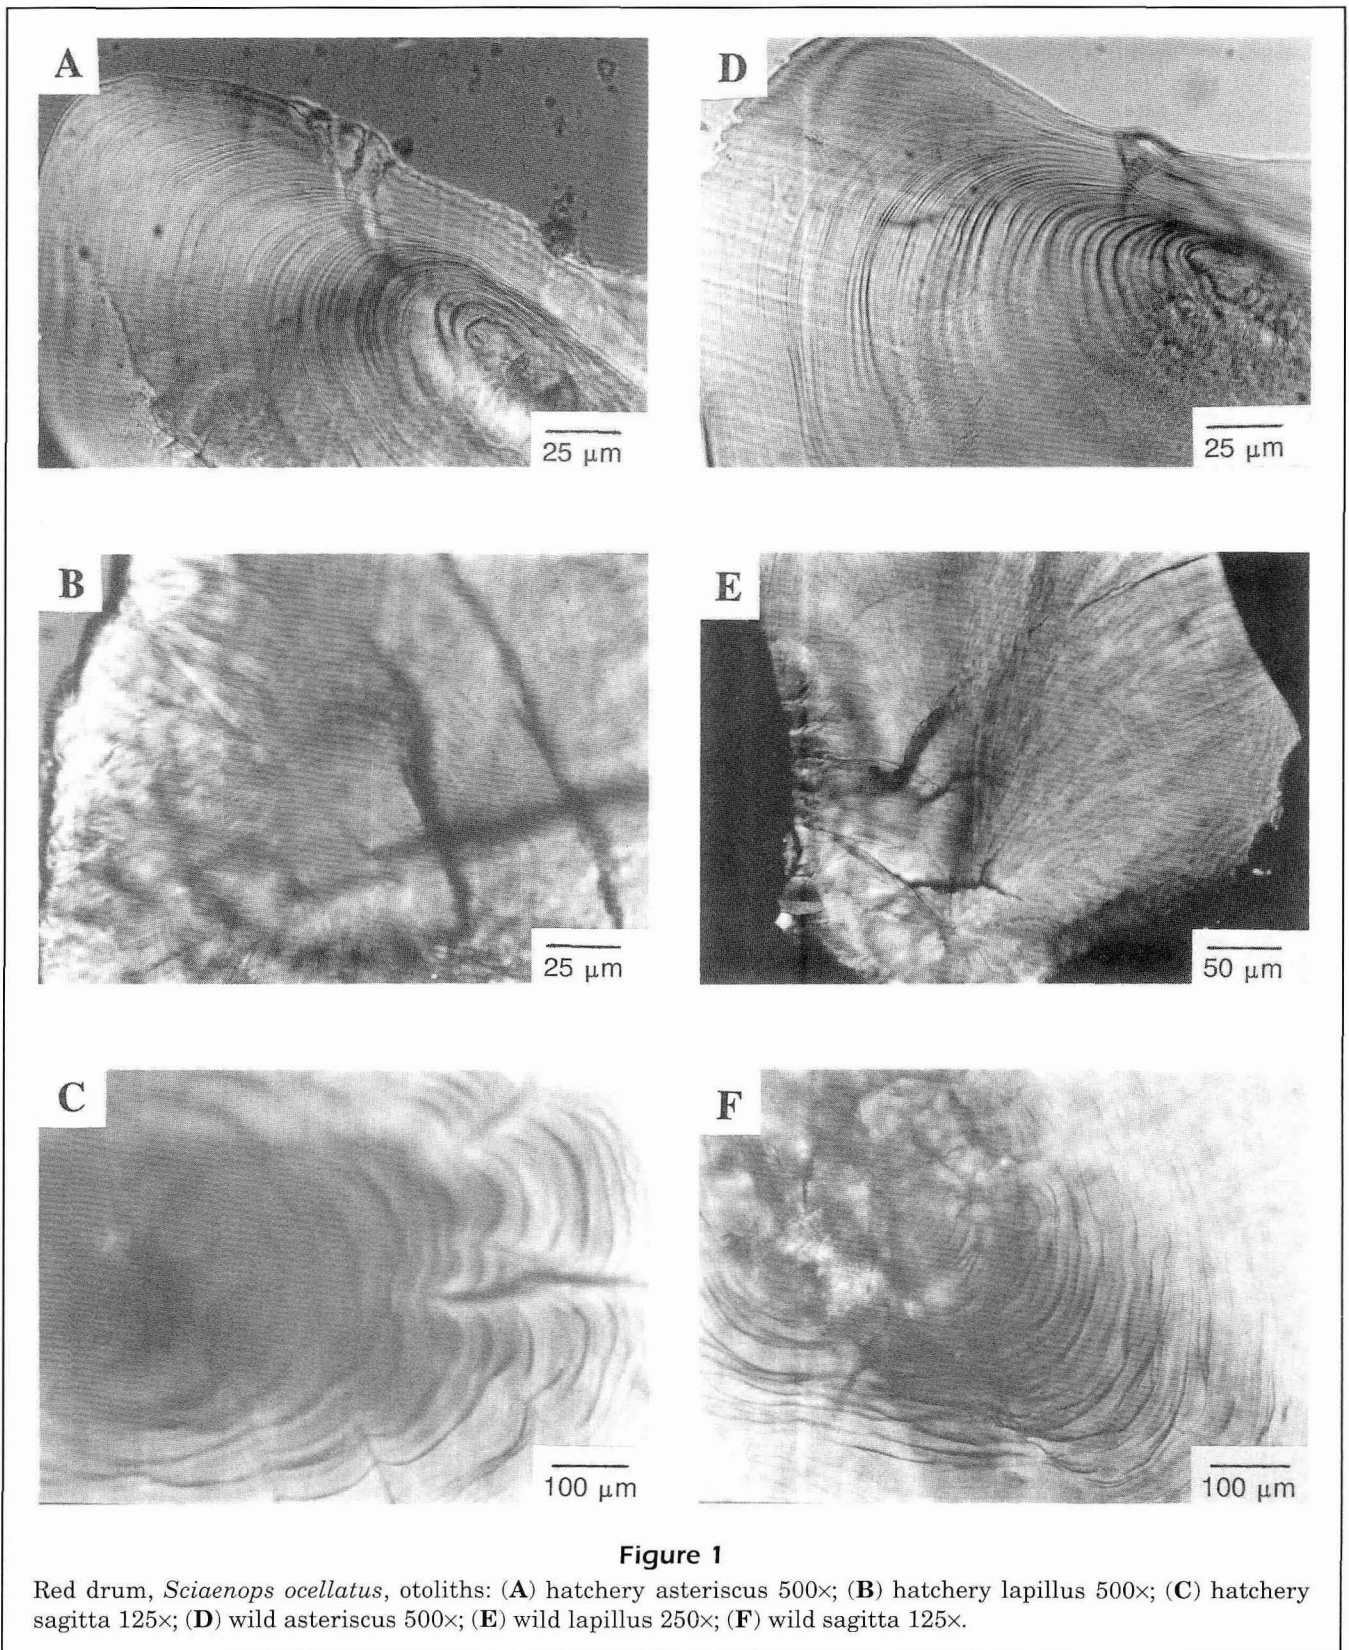 A
25 μm
D
25 μm
B
25 μm
E
50 μm
C
100 μm
F
100 μm
Figure 1
Red drum, Sciaenops ocellatus, otoliths: (A) hatchery asteriscus 500×; (B) hatchery lapillus 500×; (C) hatchery
sagitta 125×; (D) wild asteriscus 500×; (E) wild lapillus 250×; (F) wild sagitta 125×.